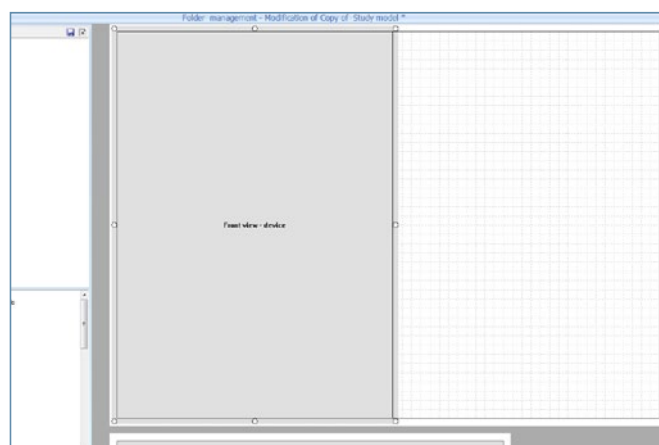 Folder management - Modification of Copy of Study model *
Front view - device